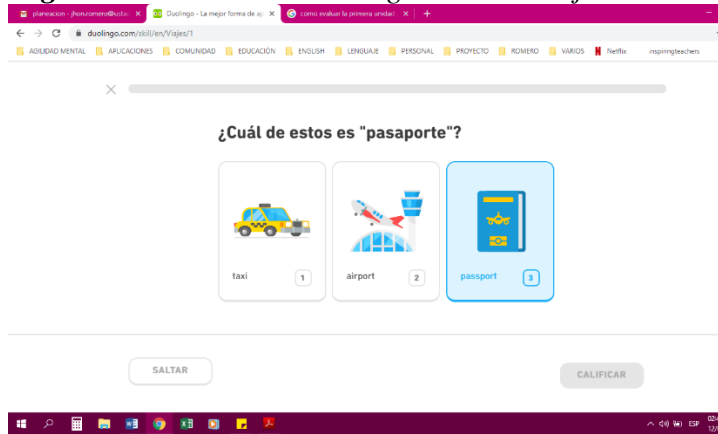 planeacion - jhon.romero@usta
Duolingo - La mejor forma de ap
como evaluar la primera unidad
duolingo.com/skill/en/Viajes/1
AGILIDAD MENTAL APLICACIONES COMUNIDAD EDUCACIÓN ENGLISH LENGUAJE PERSONAL PROYECTO ROMERO VARIOS Netflix inspiringteachers
¿Cuál de estos es "pasaporte"?
taxi 1 airport 2 passport 3
SALTAR
CALIFICAR
ESP